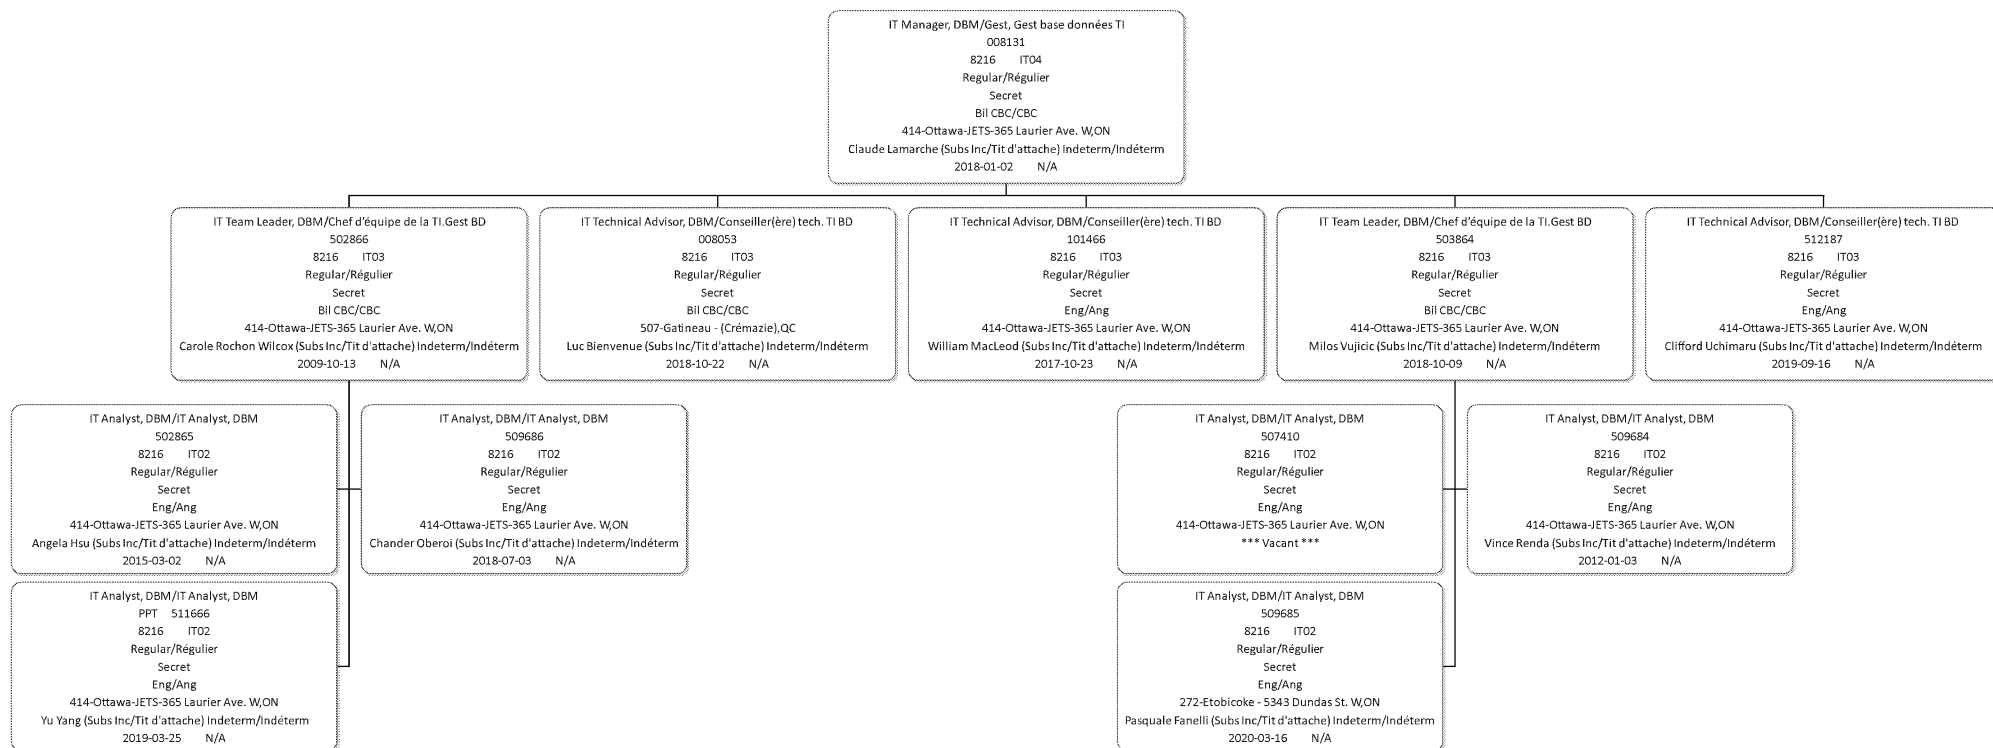 IT Manager, DBM/Gest, Gest base données TI
008131
8216 IT04
Regular/Régulier
Secret
Bil CBC/CBC
414-Ottawa-JETS-365 Laurier Ave. W,ON
Claude Lamarche (Subs Inc/Tit d'attache) Indeterm/Indéterm
2018-01-02 N/A
IT Team Leader, DBM/Chef d'équipe de la TI.Gest BD
502866
8216 IT03
Regular/Régulier
Secret
Bil CBC/CBC
414-Ottawa-JETS-365 Laurier Ave. W,ON
Carole Rochon Wilcox (Subs Inc/Tit d'attache) Indeterm/Indéterm
2009-10-13 N/A
IT Technical Advisor, DBM/Conseiller(ère) tech. TI BD
008053
8216 IT03
Regular/Régulier
Secret
Bil CBC/CBC
507-Gatineau - (Crémazie),QC
Luc Bienvenue (Subs Inc/Tit d'attache) Indeterm/Indéterm
2018-10-22 N/A
IT Technical Advisor, DBM/Conseiller(ère) tech. TI BD
101466
8216 IT03
Regular/Régulier
Secret
Eng/Ang
414-Ottawa-JETS-365 Laurier Ave. W,ON
William MacLeod (Subs Inc/Tit d'attache) Indeterm/Indéterm
2017-10-23 N/A
IT Team Leader, DBM/Chef d'équipe de la TI.Gest BD
503864
8216 IT03
Regular/Régulier
Secret
Bil CBC/CBC
414-Ottawa-JETS-365 Laurier Ave. W,ON
Milos Vujicic (Subs Inc/Tit d'attache) Indeterm/Indéterm
2018-10-09 N/A
IT Technical Advisor, DBM/Conseiller(ère) tech. TI BD
512187
8216 IT03
Regular/Régulier
Secret
Eng/Ang
414-Ottawa-JETS-365 Laurier Ave. W,ON
Clifford Uchimaru (Subs Inc/Tit d'attache) Indeterm/Indéterm
2019-09-16 N/A
IT Analyst, DBM/IT Analyst, DBM
502865
8216 IT02
Regular/Régulier
Secret
Eng/Ang
414-Ottawa-JETS-365 Laurier Ave. W,ON
Angela Hsu (Subs Inc/Tit d'attache) Indeterm/Indéterm
2015-03-02 N/A
IT Analyst, DBM/IT Analyst, DBM
509686
8216 IT02
Regular/Régulier
Secret
Eng/Ang
414-Ottawa-JETS-365 Laurier Ave. W,ON
Chander Oberoi (Subs Inc/Tit d'attache) Indeterm/Indéterm
2018-07-03 N/A
IT Analyst, DBM/IT Analyst, DBM
507410
8216 IT02
Regular/Régulier
Secret
Eng/Ang
414-Ottawa-JETS-365 Laurier Ave. W,ON
*** Vacant ***
IT Analyst, DBM/IT Analyst, DBM
509684
8216 IT02
Regular/Régulier
Secret
Eng/Ang
414-Ottawa-JETS-365 Laurier Ave. W,ON
Vince Renda (Subs Inc/Tit d'attache) Indeterm/Indéterm
2012-01-03 N/A
IT Analyst, DBM/IT Analyst, DBM
PPT 511666
8216 IT02
Regular/Régulier
Secret
Eng/Ang
414-Ottawa-JETS-365 Laurier Ave. W,ON
Yu Yang (Subs Inc/Tit d'attache) Indeterm/Indéterm
2019-03-25 N/A
IT Analyst, DBM/IT Analyst, DBM
509685
8216 IT02
Regular/Régulier
Secret
Eng/Ang
272-Etobicoke - 5343 Dundas St. W,ON
Pasquale Fanelli (Subs Inc/Tit d'attache) Indeterm/Indéterm
2020-03-16 N/A